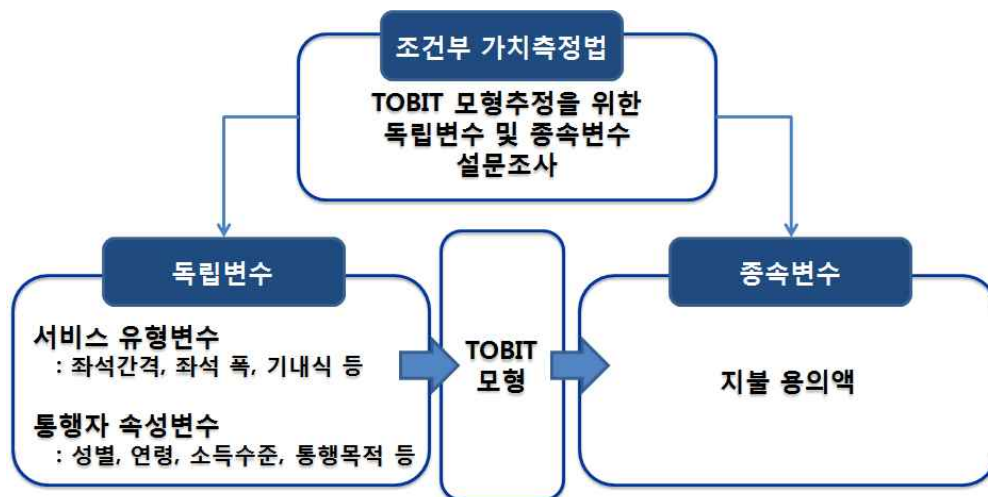 조건부 가치측정법
TOBIT 모형추정을 위한
독립변수 및 종속변수
설문조사
독립변수
서비스 유형변수
: 좌석간격, 좌석 폭, 기내식 등
통행자 속성변수
: 성별, 연령, 소득수준, 통행목적 등
TOBIT
모형
종속변수
지불 용의액